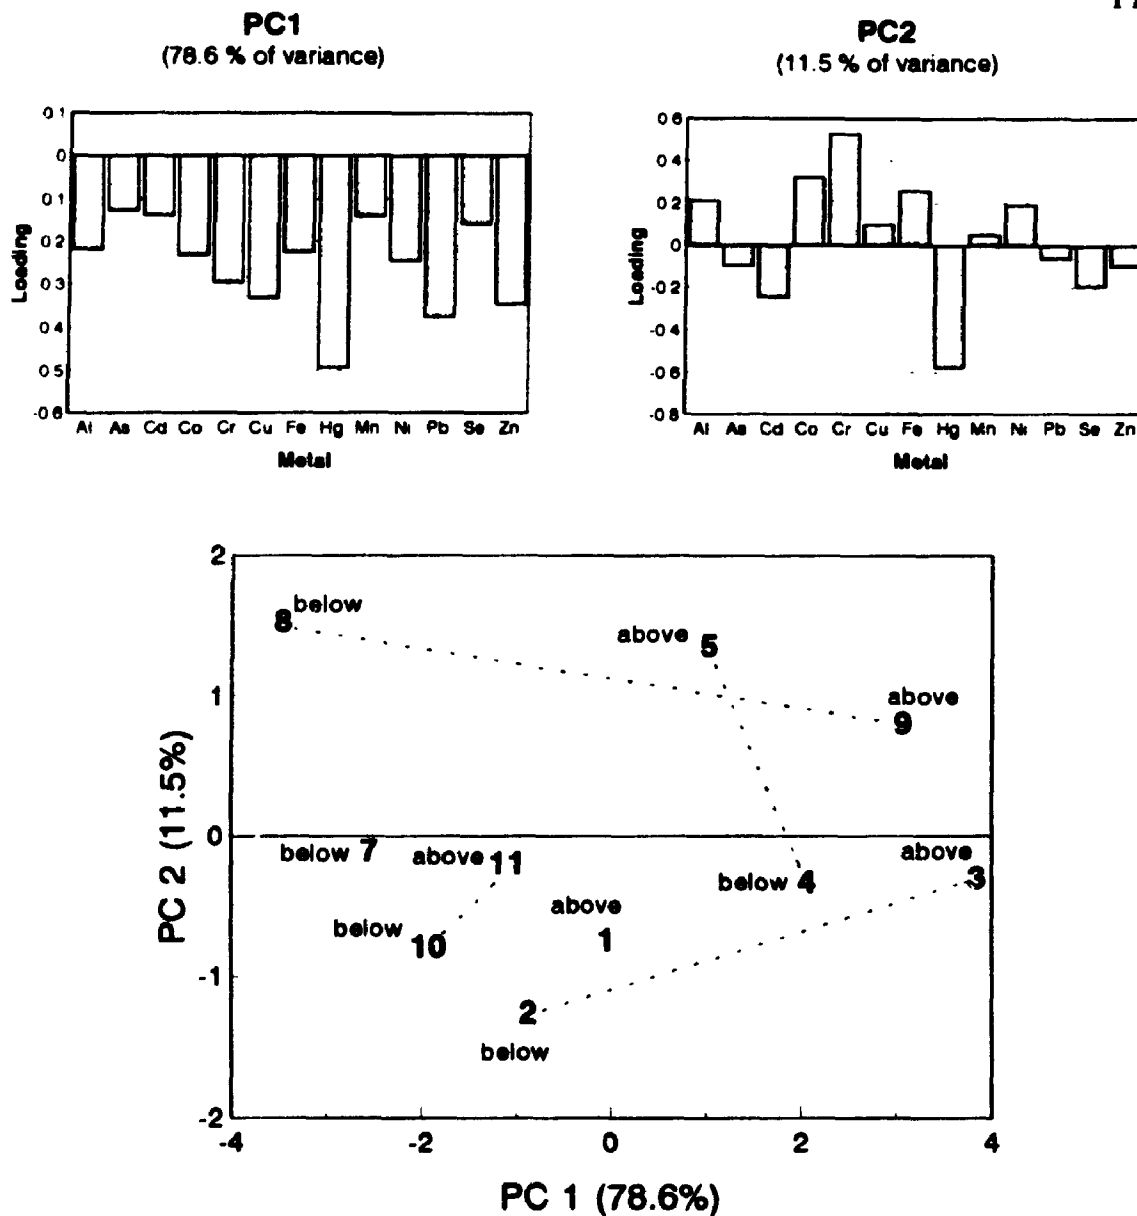 PC1
(78.6 % of variance)
0.1
0
0.1
0.2
0.3
0.4
0.5
-0.6
Loading
Al As Cd Co Cr Cu Fe Hg Mn Ni Pb Se Zn
Metal
PC2
(11.5 % of variance)
0.6
0.4
0.2
0
-0.2
-0.4
-0.6
-0.8
Loading
Al As Cd Co Cr Cu Fe Hg Mn Ni Pb Se Zn
Metal
2
1
0
-1
-2
PC 2 (11.5%)
8 below
above 5
above
9
below 7
above 11
below 4
above
3
below 10
above
1
2
below
-4 -2 0 2 4
PC 1 (78.6%)